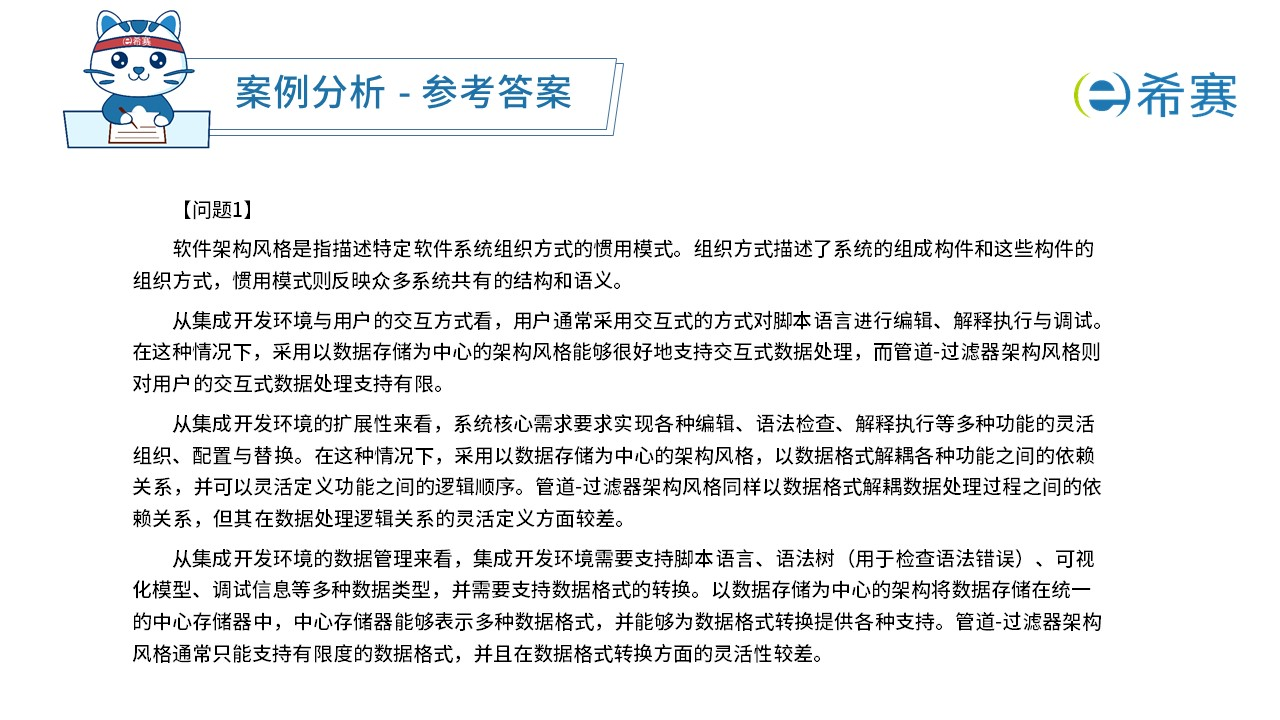 希赛
案例分析 - 参考答案
希赛
【问题1】
软件架构风格是指描述特定软件系统组织方式的惯用模式。组织方式描述了系统的组成构件和这些构件的
组织方式，惯用模式则反映众多系统共有的结构和语义。
从集成开发环境与用户的交互方式看，用户通常采用交互式的方式对脚本语言进行编辑、解释执行与调试。
在这种情况下，采用以数据存储为中心的架构风格能够很好地支持交互式数据处理，而管道-过滤器架构风格则
对用户的交互式数据处理支持有限。
从集成开发环境的扩展性来看，系统核心需求要求实现各种编辑、语法检查、解释执行等多种功能的灵活
组织、配置与替换。在这种情况下，采用以数据存储为中心的架构风格，以数据格式解耦各种功能之间的依赖
关系，并可以灵活定义功能之间的逻辑顺序。管道-过滤器架构风格同样以数据格式解耦数据处理过程之间的依
赖关系，但其在数据处理逻辑关系的灵活定义方面较差。
从集成开发环境的数据管理来看，集成开发环境需要支持脚本语言、语法树（用于检查语法错误）、可视
化模型、调试信息等多种数据类型，并需要支持数据格式的转换。以数据存储为中心的架构将数据存储在统一
的中心存储器中，中心存储器能够表示多种数据格式，并能够为数据格式转换提供各种支持。管道-过滤器架构
风格通常只能支持有限度的数据格式，并且在数据格式转换方面的灵活性较差。